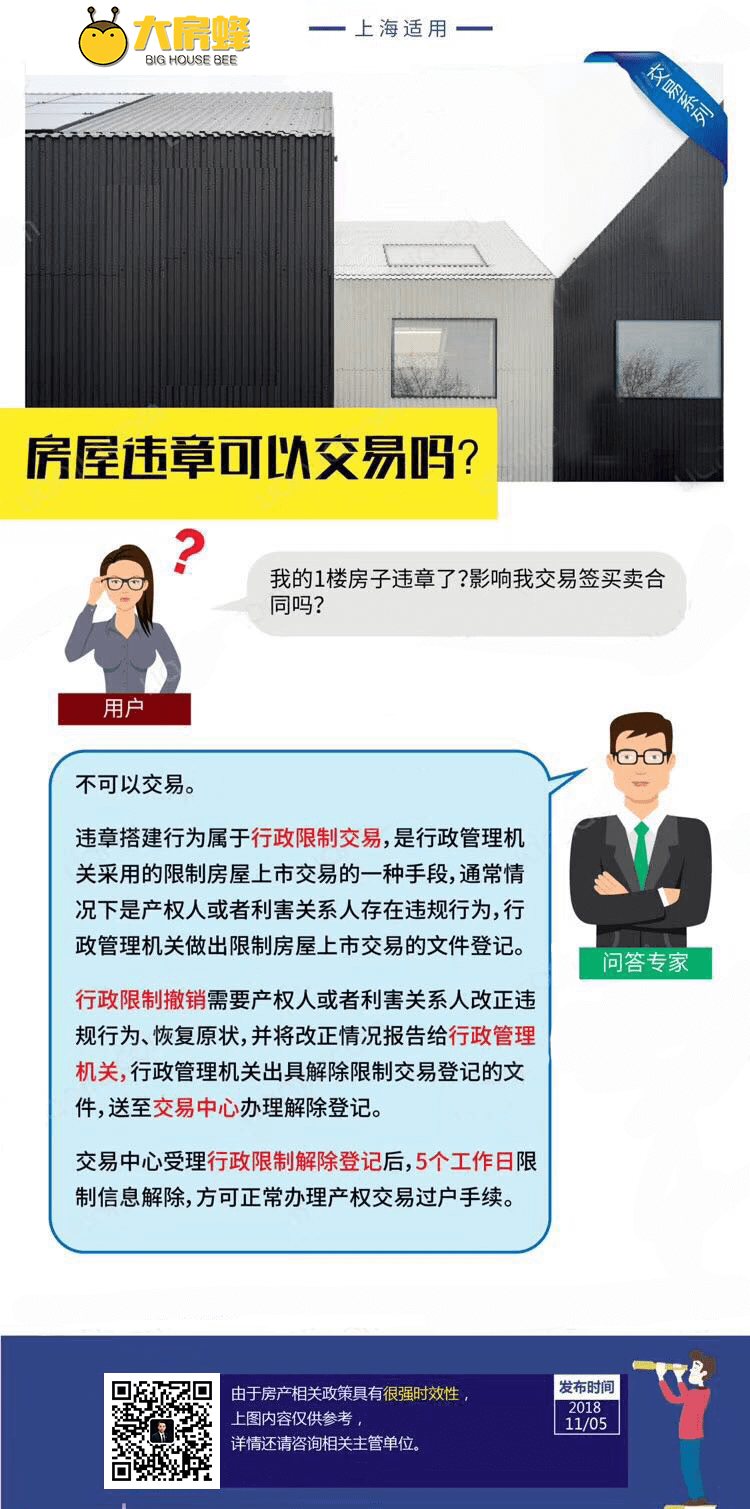 大房蜂
BIG HOUSE BEE
上海适用
交易系列
房屋违章可以交易吗?
?
我的1楼房子违章了?影响我交易签买卖合
同吗?
用户
不可以交易。
违章搭建行为属于行政限制交易,是行政管理机
关采用的限制房屋上市交易的一种手段,通常情
况下是产权人或者利害关系人存在违规行为,行
政管理机关做出限制房屋上市交易的文件登记。
问答专家
行政限制撤销需要产权人或者利害关系人改正违
规行为、恢复原状,并将改正情况报告给行政管理
机关,行政管理机关出具解除限制交易登记的文
件,送至交易中心办理解除登记。
交易中心受理行政限制解除登记后,5个工作日限
制信息解除,方可正常办理产权交易过户手续。
由于房产相关政策具有很强时效性,
上图内容仅供参考,
详情还请咨询相关主管单位。
发布时间
2018
11/05